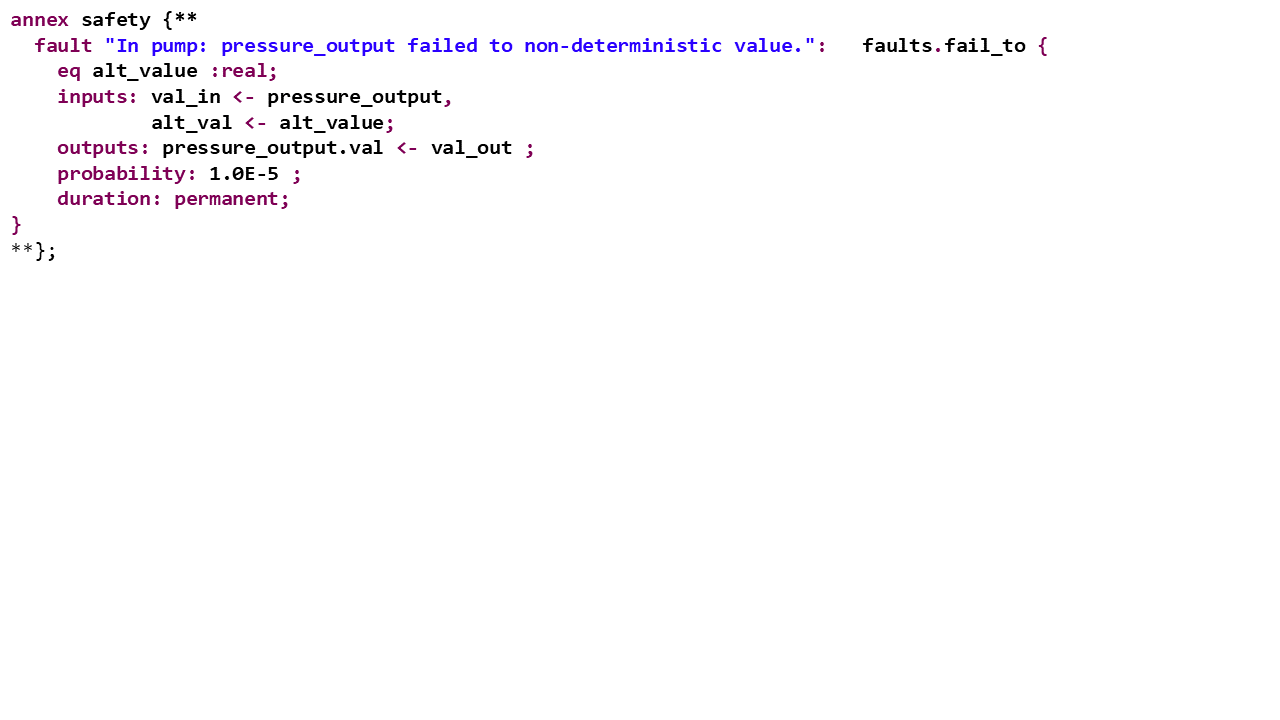 annex safety {**
  fault "In pump: pressure_output failed to non-deterministic value.":   faults.fail_to {
    eq alt_value :real;
    inputs: val_in <- pressure_output,
            alt_val <- alt_value;
    outputs: pressure_output.val <- val_out ;
    probability: 1.0E-5 ;
    duration: permanent;
}
**};